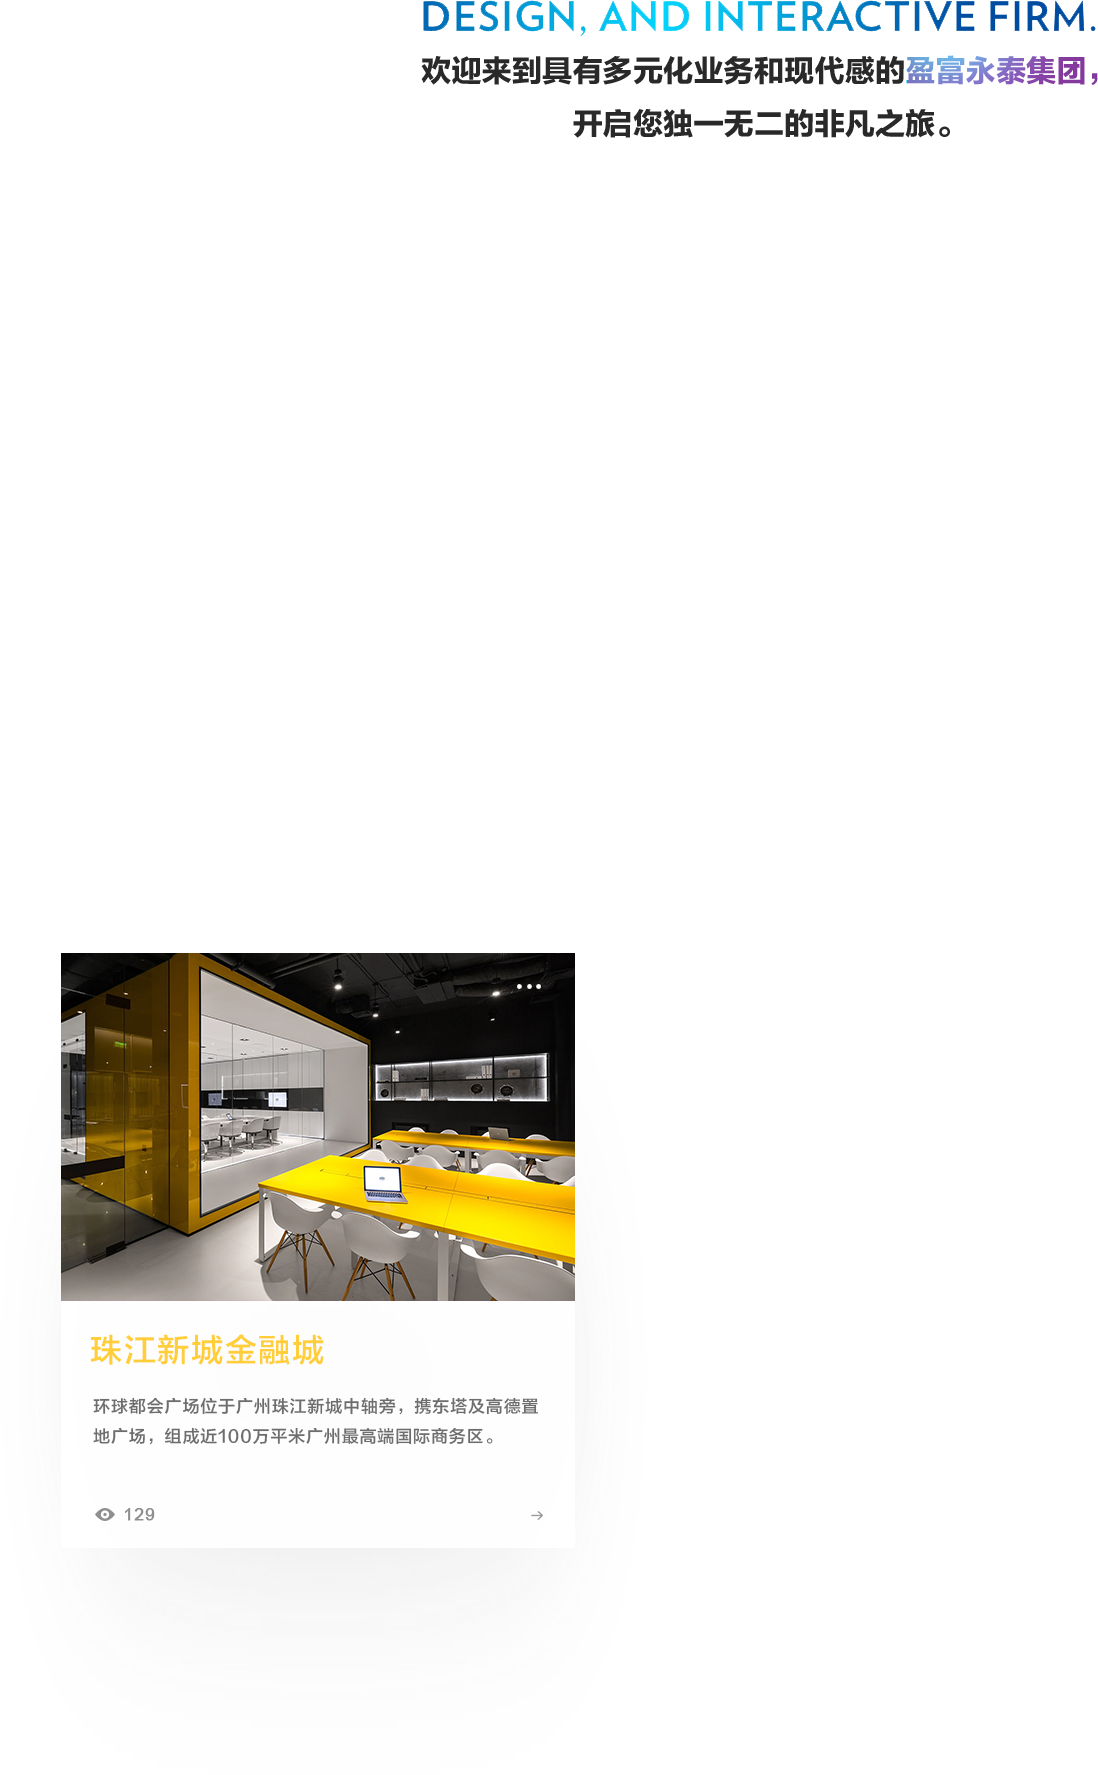 DESIGN, AND INTERACTIVE FIRM.
欢迎来到具有多元化业务和现代感的盈富永泰集团，
开启您独一无二的非凡之旅。
珠江新城金融城
环球都会广场位于广州珠江新城中轴旁，携东塔及高德置
地广场，组成近100万平米广州最高端国际商务区。
129